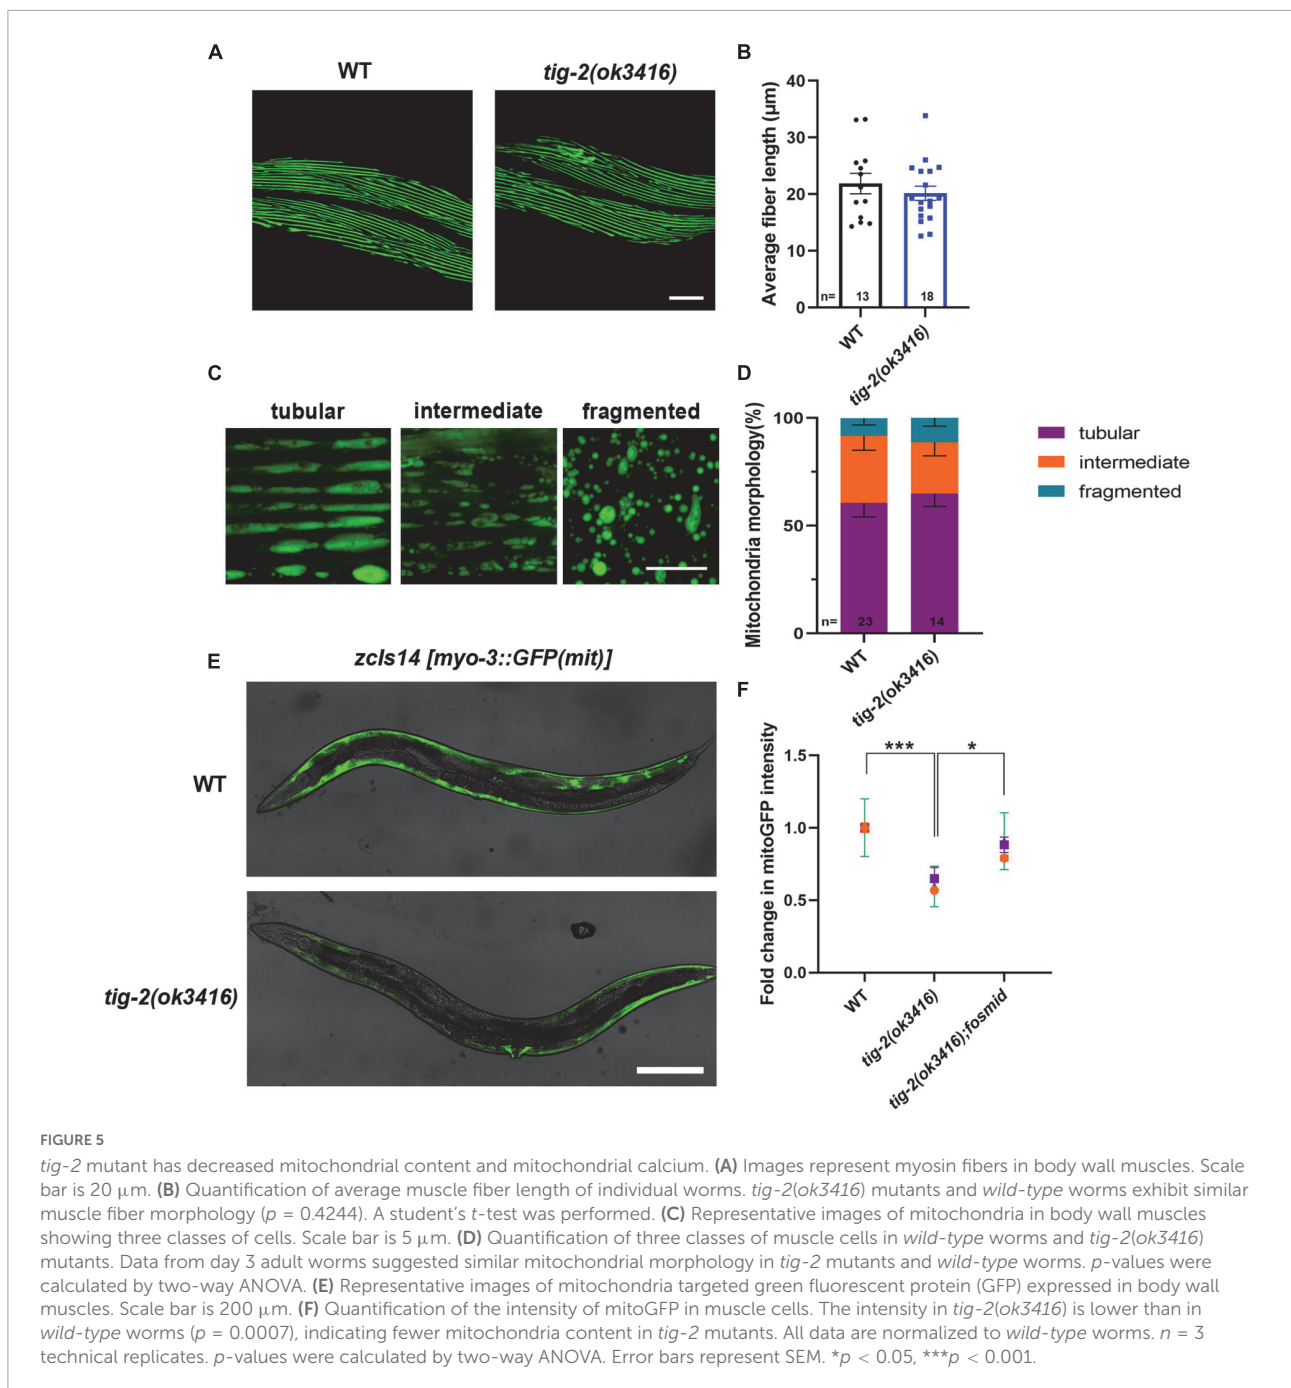 A
WT
tig-2(ok3416)
B
Average fiber length (µm)
40
30
20
10
0
n= 13 18
WT
tig-2(ok3416)
C
tubular
intermediate
fragmented
D
Mitochondria morphology(%)
100
50
0
n= 23 14
WT
tig-2(ok3416)
tubular
intermediate
fragmented
E
zcIs14 [myo-3::GFP(mit)]
WT
tig-2(ok3416)
F
Fold change in mitoGFP intensity
1.5
1.0
0.5
0.0
*** *
WT
tig-2(ok3416)
tig-2(ok3416);fosmid
FIGURE 5
tig-2 mutant has decreased mitochondrial content and mitochondrial calcium. (A) Images represent myosin fibers in body wall muscles. Scale
bar is 20 µm. (B) Quantification of average muscle fiber length of individual worms. tig-2(ok3416) mutants and wild-type worms exhibit similar
muscle fiber morphology (p = 0.4244). A student's t-test was performed. (C) Representative images of mitochondria in body wall muscles
showing three classes of cells. Scale bar is 5 µm. (D) Quantification of three classes of muscle cells in wild-type worms and tig-2(ok3416)
mutants. Data from day 3 adult worms suggested similar mitochondrial morphology in tig-2 mutants and wild-type worms. p-values were
calculated by two-way ANOVA. (E) Representative images of mitochondria targeted green fluorescent protein (GFP) expressed in body wall
muscles. Scale bar is 200 µm. (F) Quantification of the intensity of mitoGFP in muscle cells. The intensity in tig-2(ok3416) is lower than in
wild-type worms (p = 0.0007), indicating fewer mitochondria content in tig-2 mutants. All data are normalized to wild-type worms. n = 3
technical replicates. p-values were calculated by two-way ANOVA. Error bars represent SEM. *p < 0.05, ***p < 0.001.